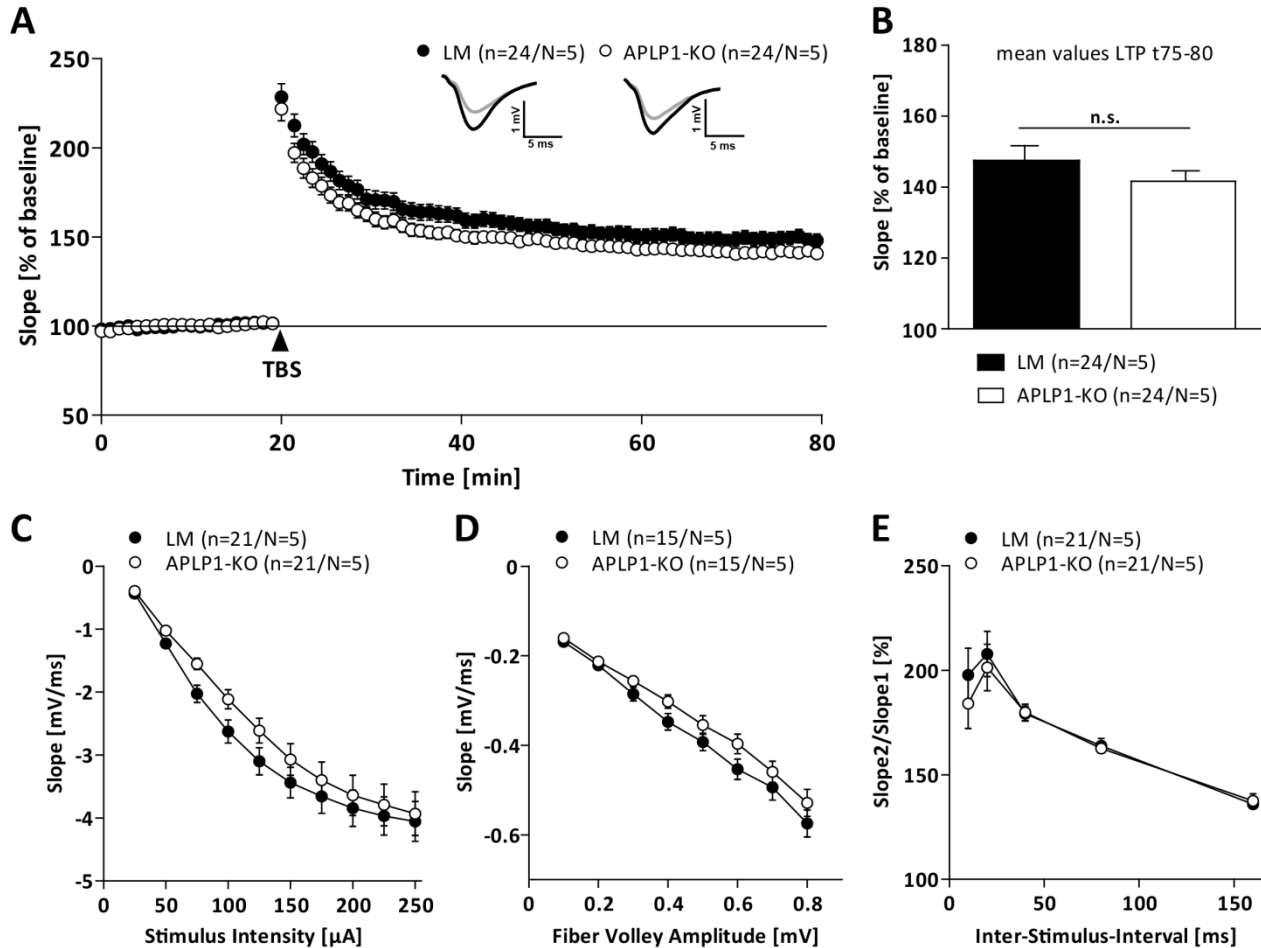 A
LM (n=24/N=5) APLP1-KO (n=24/N=5)
250
200
150
100
50
Slope [% of baseline]
1 mV
5 ms
1 mV
5 ms
TBS
0 20 40 60 80
Time [min]
B
180
160
140
120
100
Slope [% of baseline]
mean values LTP t75-80
n.s.
LM (n=24/N=5)
APLP1-KO (n=24/N=5)
C
LM (n=21/N=5)
APLP1-KO (n=21/N=5)
0
-1
-2
-3
-4
-5
Slope [mV/ms]
0 50 100 150 200 250
Stimulus Intensity [µA]
D
LM (n=15/N=5)
APLP1-KO (n=15/N=5)
0
-0.2
-0.4
-0.6
Slope [mV/ms]
0 0.2 0.4 0.6 0.8
Fiber Volley Amplitude [mV]
E
LM (n=21/N=5)
APLP1-KO (n=21/N=5)
250
200
150
100
Slope2/Slope1 [%]
0 50 100 150
Inter-Stimulus-Interval [ms]